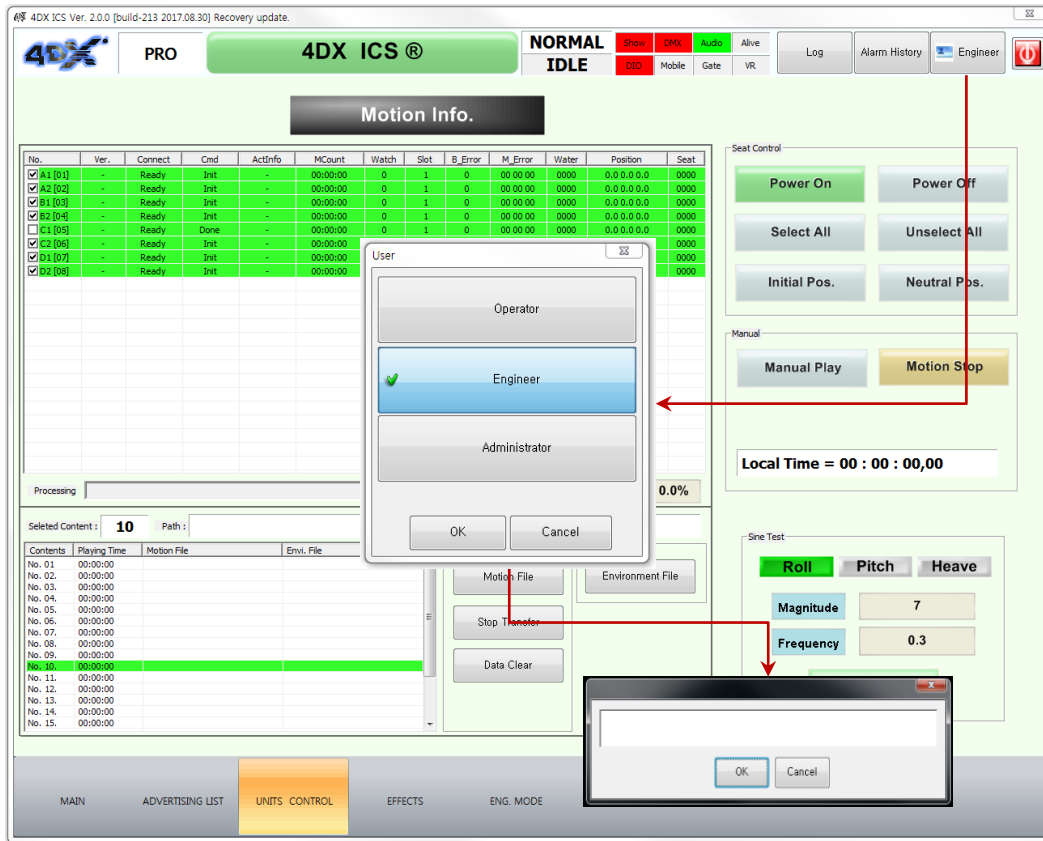 4DX ICS Ver. 2.0.0 [build-213 2017.08.30] Recovery update.
4DX PRO 4DX ICS ® NORMAL IDLE Show DMX Audio Alive DIO Mobile Gate VR Log Alarm History Engineer
Motion Info.
No. Ver. Connect Cmd ActInfo MCount Watch Slot B_Error M_Error Water Position Seat
A1 [01] - Ready Init - 00:00:00 0 1 0 00 00 00 0000 0.0 0.0 0.0 0000
A2 [02] - Ready Init - 00:00:00 0 1 0 00 00 00 0000 0.0 0.0 0.0 0000
B1 [03] - Ready Init - 00:00:00 0 1 0 00 00 00 0000 0.0 0.0 0.0 0000
B2 [04] - Ready Init - 00:00:00 0 1 0 00 00 00 0000 0.0 0.0 0.0 0000
C1 [05] - Ready Done - 00:00:00 0 1 0 00 00 00 0000 0.0 0.0 0.0 0000
C2 [06] - Ready Init - 00:00:00 0000
D1 [07] - Ready Init - 00:00:00 0000
D2 [08] - Ready Init - 00:00:00 0000
Seat Control
Power On Power Off
Select All Unselect All
Initial Pos. Neutral Pos.
Manual
Manual Play Motion Stop
Local Time = 00 : 00 : 00,00
User
Operator
Engineer
Administrator
OK Cancel
Processing 0.0%
Seleted Content : 10 Path :
Contents Playing Time Motion File Envi. File
No. 01 00:00:00
No. 02. 00:00:00
No. 03. 00:00:00
No. 04. 00:00:00
No. 05. 00:00:00
No. 06. 00:00:00
No. 07. 00:00:00
No. 08. 00:00:00
No. 09. 00:00:00
No. 10. 00:00:00
No. 11. 00:00:00
No. 12. 00:00:00
No. 13. 00:00:00
No. 14. 00:00:00
No. 15. 00:00:00
Motion File Environment File
Stop Transfer
Data Clear
Sine Test
Roll Pitch Heave
Magnitude 7
Frequency 0.3
OK Cancel
MAIN ADVERTISING LIST UNITS CONTROL EFFECTS ENG. MODE